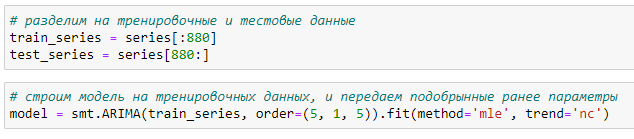 # разделим на тренировочные и тестовые данные
train_series = series[:880]
test_series = series[880:]
# строим модель на тренировочных данных, и передаем подобрынные ранее параметры
model = smt.ARIMA(train_series, order=(5, 1, 5)).fit(method='mle', trend='nc')